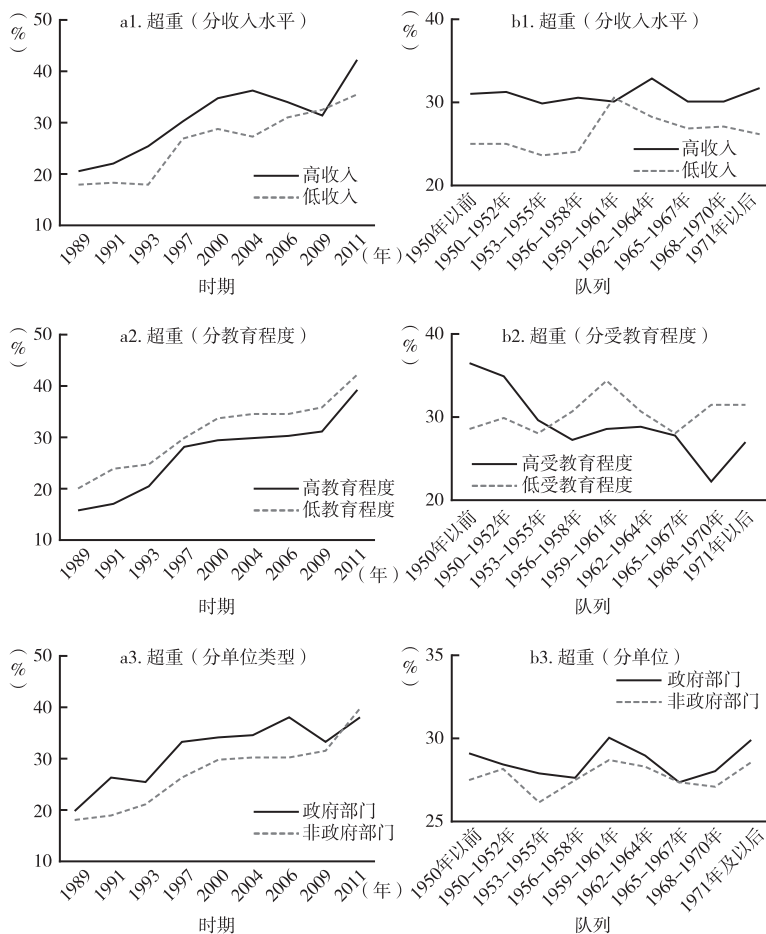 a1. 超重（分收入水平）
(%)
50
40
30
20
10
高收入
低收入
1989
1991
1993
1997
2000
2004
2006
2009
2011
（年）
时期
b1. 超重（分收入水平）
(%)
40
30
20
高收入
低收入
1950年以前
1950–1952年
1953–1955年
1956–1958年
1959–1961年
1962–1964年
1965–1967年
1968–1970年
1971年以后
队列
a2. 超重（分教育程度）
(%)
50
40
30
20
10
高教育程度
低教育程度
1989
1991
1993
1997
2000
2004
2006
2009
2011
（年）
时期
b2. 超重（分受教育程度）
(%)
40
30
20
高受教育程度
低受教育程度
1950年以前
1950–1952年
1953–1955年
1956–1958年
1959–1961年
1962–1964年
1965–1967年
1968–1970年
1971年以后
队列
a3. 超重（分单位类型）
(%)
50
40
30
20
10
政府部门
非政府部门
1989
1991
1993
1997
2000
2004
2006
2009
2011
（年）
时期
b3. 超重（分单位）
(%)
35
30
25
政府部门
非政府部门
1950年以前
1950–1952年
1953–1955年
1956–1958年
1959–1961年
1962–1964年
1965–1967年
1968–1970年
1971年及以后
队列